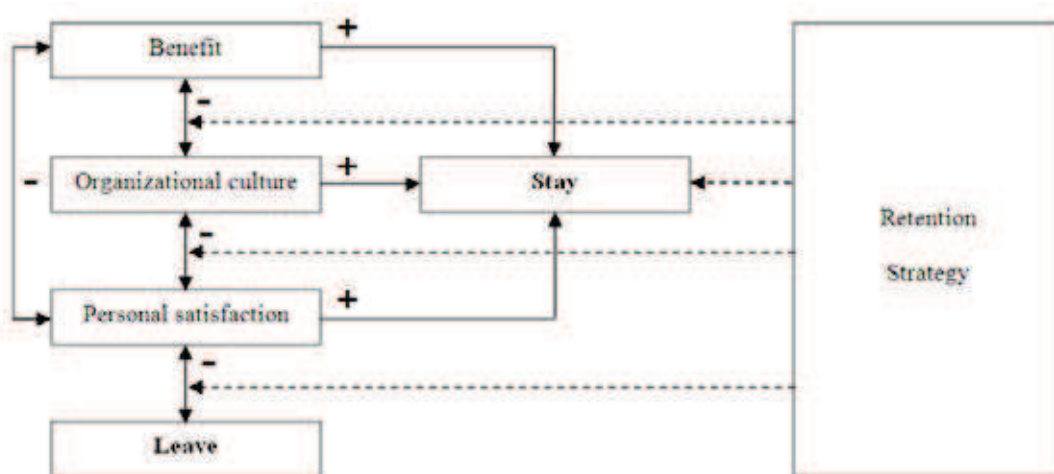 Benefit
+
-
Organizational culture
+
Stay
-
Retention
Strategy
-
Personal satisfaction
+
-
Leave